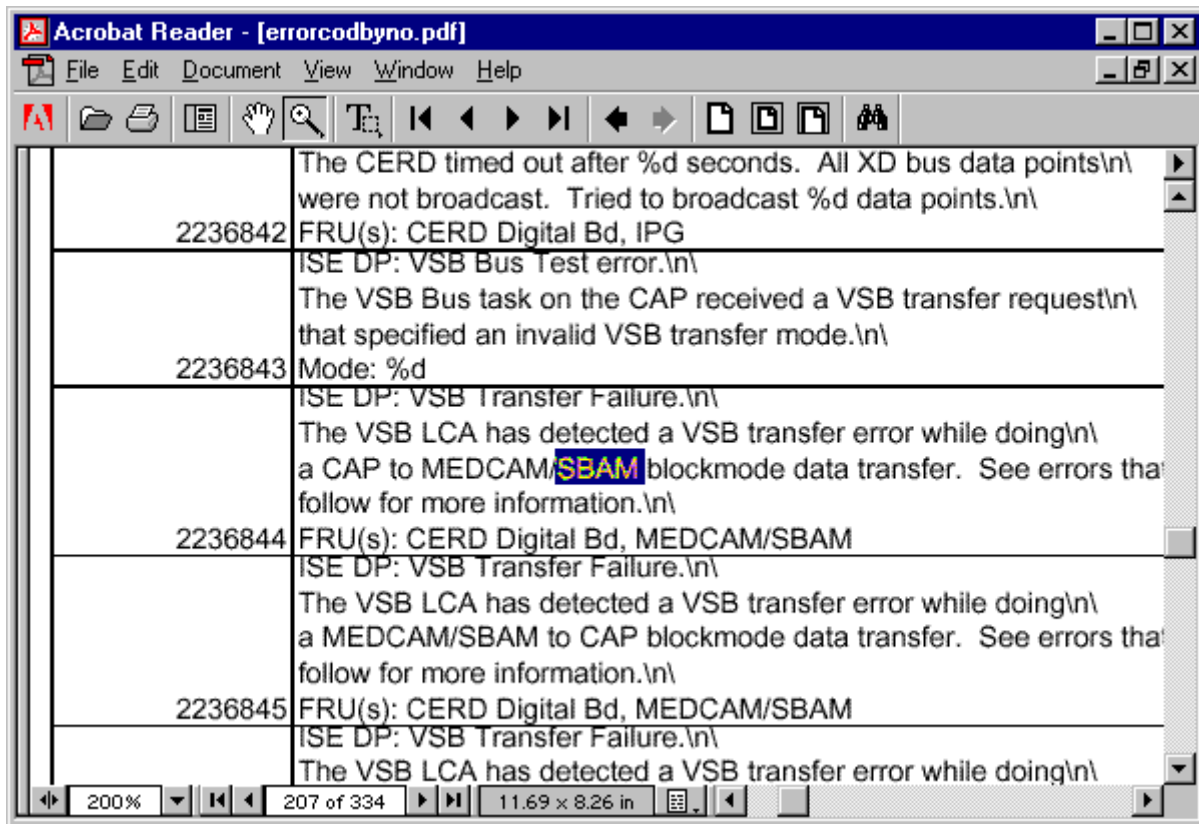 Acrobat Reader - [errorcodbyno.pdf]
File Edit Document View Window Help
The CERD timed out after %d seconds. All XD bus data points\n\
were not broadcast. Tried to broadcast %d data points.\n\
2236842 FRU(s): CERD Digital Bd, IPG
ISE DP: VSB Bus Test error.\n\
The VSB Bus task on the CAP received a VSB transfer request\n\
that specified an invalid VSB transfer mode.\n\
2236843 Mode: %d
ISE DP: VSB Transfer Failure.\n\
The VSB LCA has detected a VSB transfer error while doing\n\
a CAP to MEDCAM/SBAM blockmode data transfer. See errors that
follow for more information.\n\
2236844 FRU(s): CERD Digital Bd, MEDCAM/SBAM
ISE DP: VSB Transfer Failure.\n\
The VSB LCA has detected a VSB transfer error while doing\n\
a MEDCAM/SBAM to CAP blockmode data transfer. See errors that
follow for more information.\n\
2236845 FRU(s): CERD Digital Bd, MEDCAM/SBAM
ISE DP: VSB Transfer Failure.\n\
The VSB LCA has detected a VSB transfer error while doing\n\
200% 207 of 334 11.69 × 8.26 in